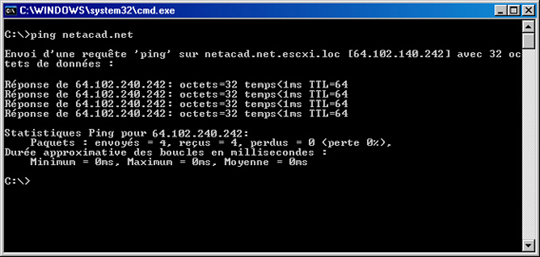 C:\WINDOWS\system32\cmd.exe
C:\>ping netacad.net
Envoi d'une requête 'ping' sur netacad.net.escxi.loc [64.102.140.242] avec 32 oc
tets de données :
Réponse de 64.102.240.242: octets=32 temps<1ms TTL=64
Réponse de 64.102.240.242: octets=32 temps<1ms TTL=64
Réponse de 64.102.240.242: octets=32 temps<1ms TTL=64
Réponse de 64.102.240.242: octets=32 temps<1ms TTL=64
Statistiques Ping pour 64.102.240.242:
Paquets : envoyés = 4, reçus = 4, perdus = 0 (perte 0%),
Durée approximative des boucles en millisecondes :
Minimum = 0ms, Maximum = 0ms, Moyenne = 0ms
C:\>